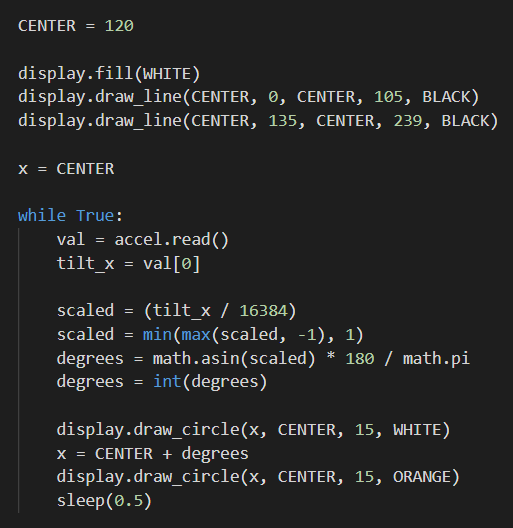 CENTER = 120

display.fill(WHITE)
display.draw_line(CENTER, 0, CENTER, 105, BLACK)
display.draw_line(CENTER, 135, CENTER, 239, BLACK)

x = CENTER

while True:
    val = accel.read()
    tilt_x = val[0]

    scaled = (tilt_x / 16384)
    scaled = min(max(scaled, -1), 1)
    degrees = math.asin(scaled) * 180 / math.pi
    degrees = int(degrees)

    display.draw_circle(x, CENTER, 15, WHITE)
    x = CENTER + degrees
    display.draw_circle(x, CENTER, 15, ORANGE)
    sleep(0.5)